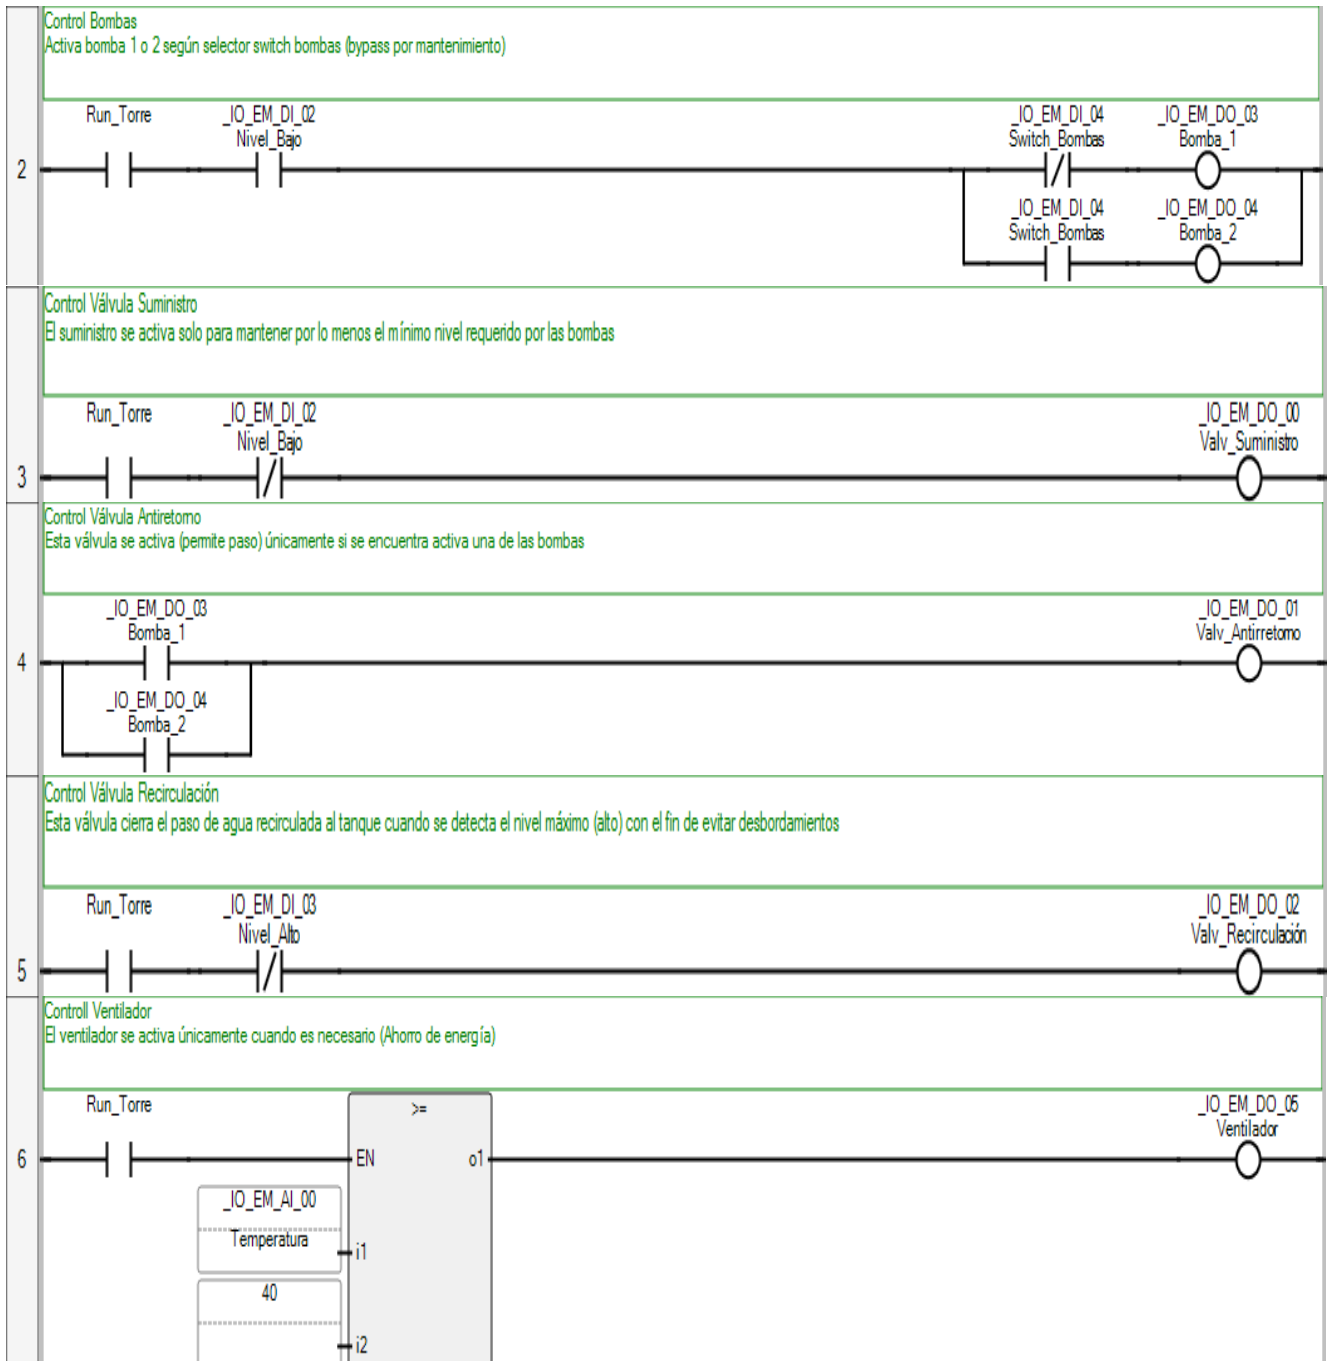 Control Bombas
Activa bomba 1 o 2 según selector switch bombas (bypass por mantenimiento)
Run_Torre _IO_EM_DI_02 _IO_EM_DI_04 _IO_EM_DO_03
Nivel_Bajo Switch_Bombas Bomba_1
2
_IO_EM_DI_04 _IO_EM_DO_04
Switch_Bombas Bomba_2
Control Válvula Suministro
El suministro se activa solo para mantener por lo menos el mínimo nivel requerido por las bombas
Run_Torre _IO_EM_DI_02 _IO_EM_DO_00
Nivel_Bajo Valv_Suministro
3
Control Válvula Antiretorno
Esta válvula se activa (permite paso) únicamente si se encuentra activa una de las bombas
_IO_EM_DO_03 _IO_EM_DO_01
Bomba_1 Valv_Antirretorno
4
_IO_EM_DO_04
Bomba_2
Control Válvula Recirculación
Esta válvula cierra el paso de agua recirculada al tanque cuando se detecta el nivel máximo (alto) con el fin de evitar desbordamientos
Run_Torre _IO_EM_DI_03 _IO_EM_DO_02
Nivel_Alto Valv_Recirculación
5
Controll Ventilador
El ventilador se activa únicamente cuando es necesario (Ahorro de energía)
Run_Torre >= _IO_EM_DO_05
Ventilador
6 EN o1
_IO_EM_AI_00
Temperatura
i1
40
i2